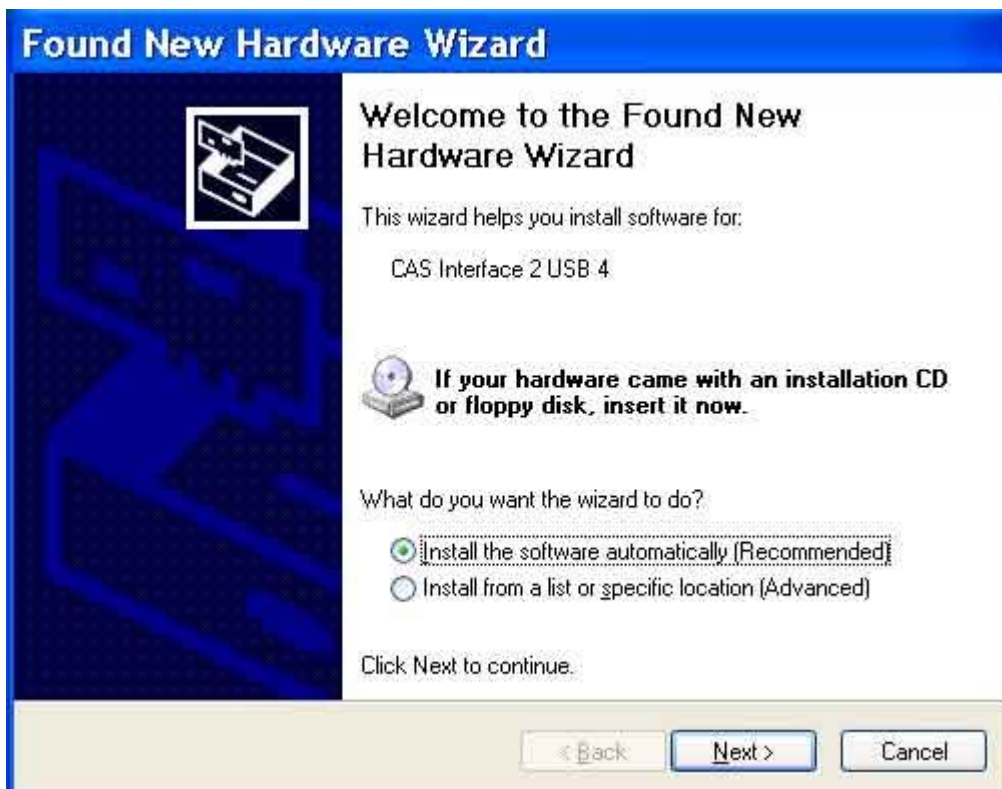 Found New Hardware Wizard
Welcome to the Found New
Hardware Wizard
This wizard helps you install software for:
CAS Interface 2 USB 4
If your hardware came with an installation CD
or floppy disk, insert it now.
What do you want the wizard to do?
Install the software automatically (Recommended)
Install from a list or specific location (Advanced)
Click Next to continue.
< Back
Next >
Cancel